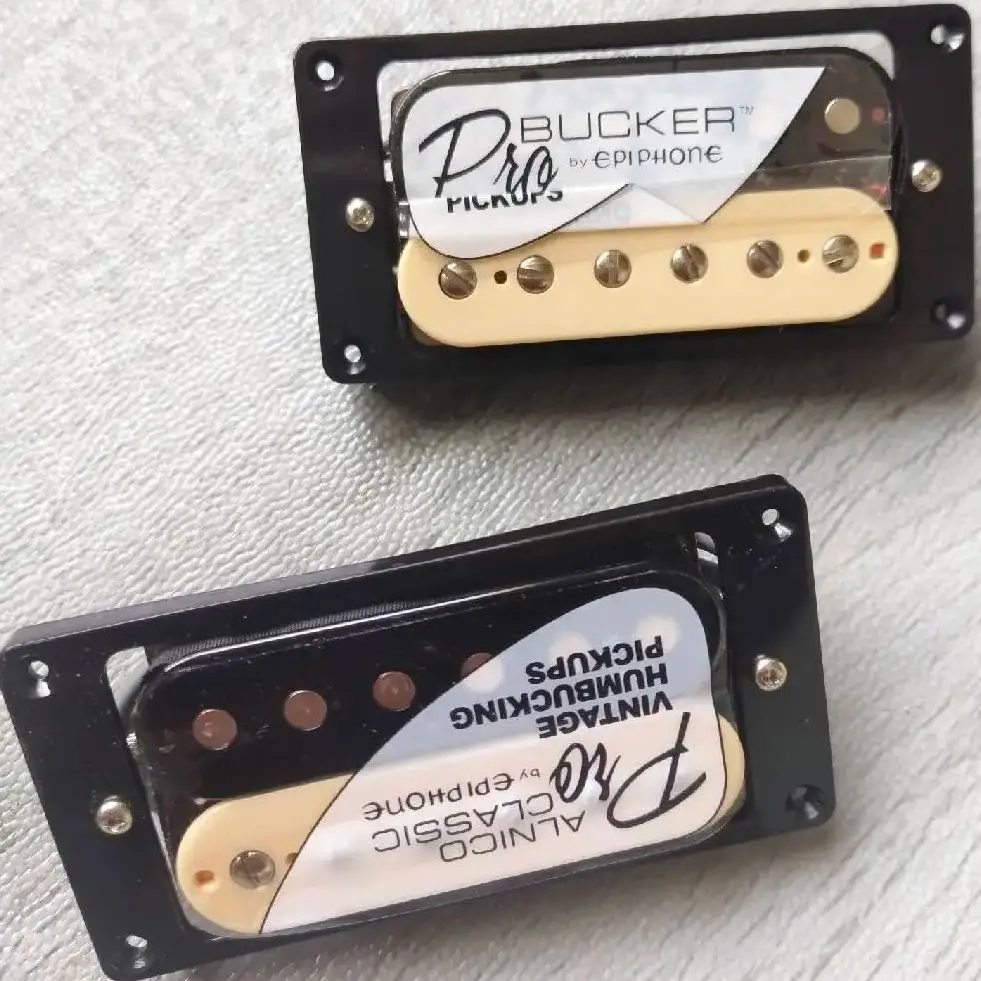 Pro BUCKER™
by EPIPHONE
PICKUPS
ALNICO
CLASSIC
Pro by EPIPHONE
VINTAGE
HUMBUCKING
PICKUPS